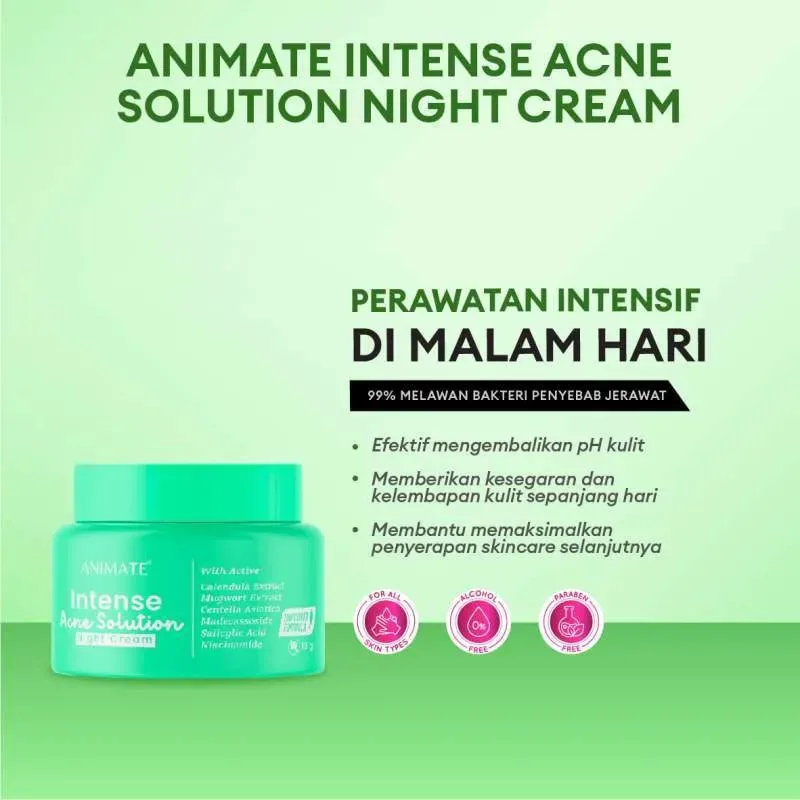 ANIMATE INTENSE ACNE
SOLUTION NIGHT CREAM
PERAWATAN INTENSIF
DI MALAM HARI
99% MELAWAN BAKTERI PENYEBAB JERAWAT
• Efektif mengembalikan pH kulit
• Memberikan kesegaran dan
kelembapan kulit sepanjang hari
• Membantu memaksimalkan
penyerapan skincare selanjutnya
ANIMATE®
Intense
Acne Solution
Night Cream
With Active
Calendula Extract
Mugwort Extract
Centella Asiatica
Madecassoside
Salicylic Acid
Niacinamide
FOR ALL
SKIN TYPES
ALCOHOL
0%
FREE
PARABEN
FREE